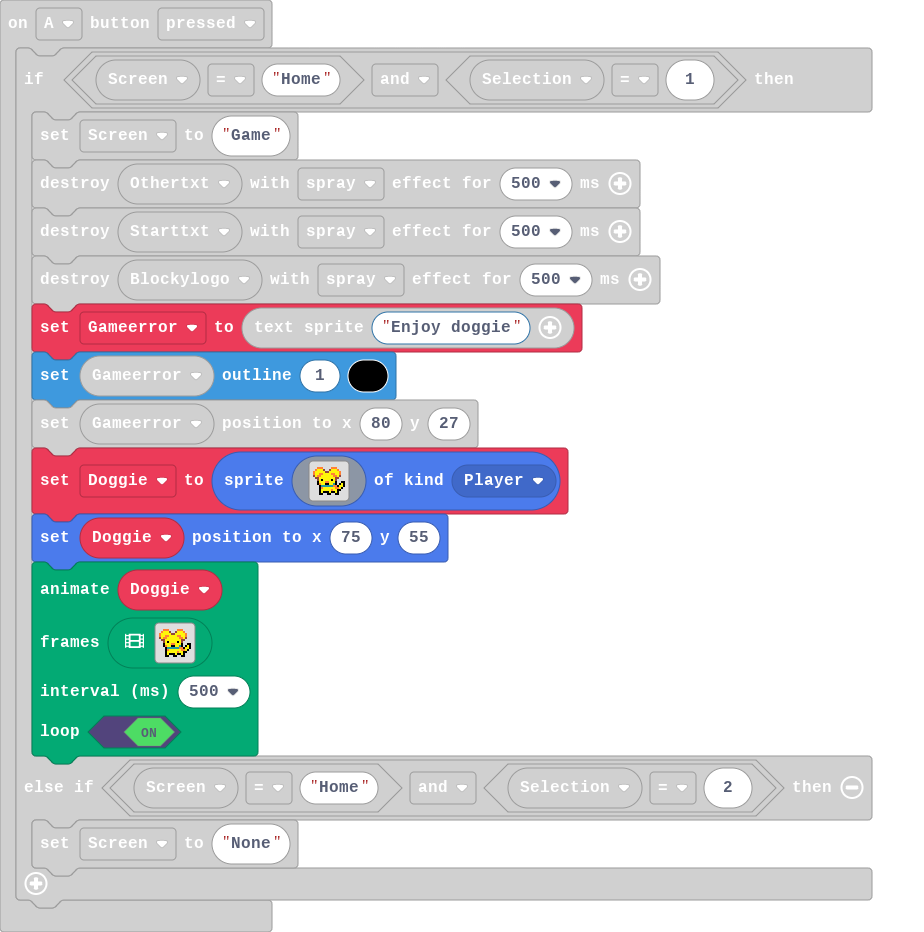 on A button pressed
if Screen = "Home" and Selection = 1 then
set Screen to "Game"
destroy Othertxt with spray effect for 500 ms
destroy Starttxt with spray effect for 500 ms
destroy Blockylogo with spray effect for 500 ms
set Gameerror to text sprite "Enjoy doggie"
set Gameerror outline 1
set Gameerror position to x 80 y 27
set Doggie to sprite of kind Player
set Doggie position to x 75 y 55
animate Doggie
frames
interval (ms) 500
loop ON
else if Screen = "Home" and Selection = 2 then
set Screen to "None"